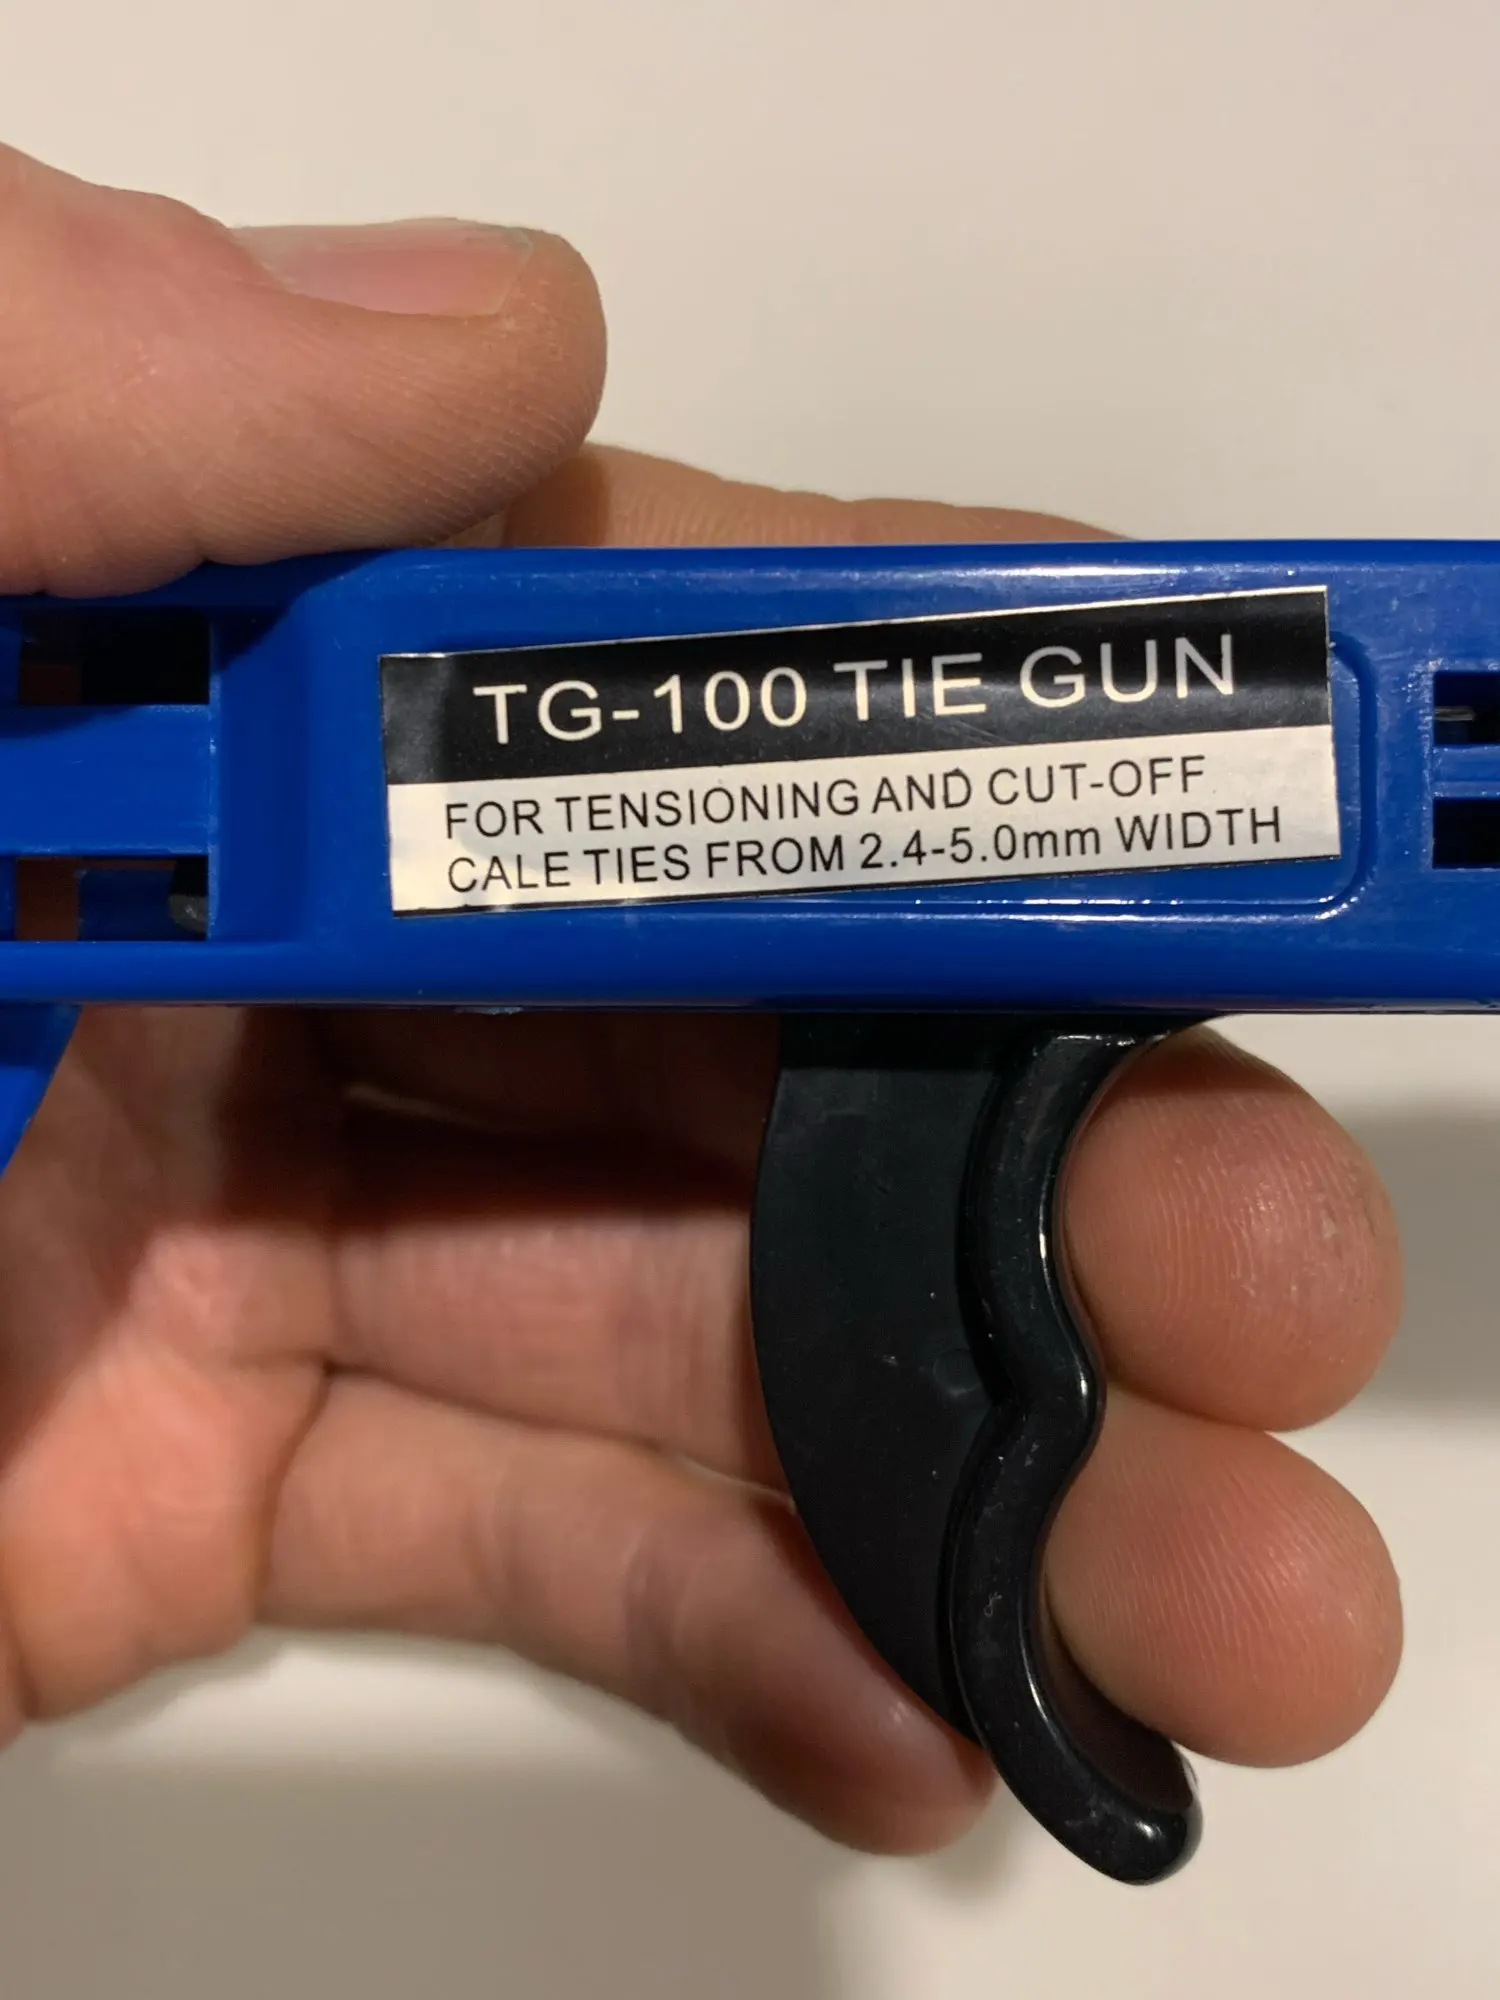 TG-100 TIE GUN
FOR TENSIONING AND CUT-OFF
CALE TIES FROM 2.4-5.0mm WIDTH